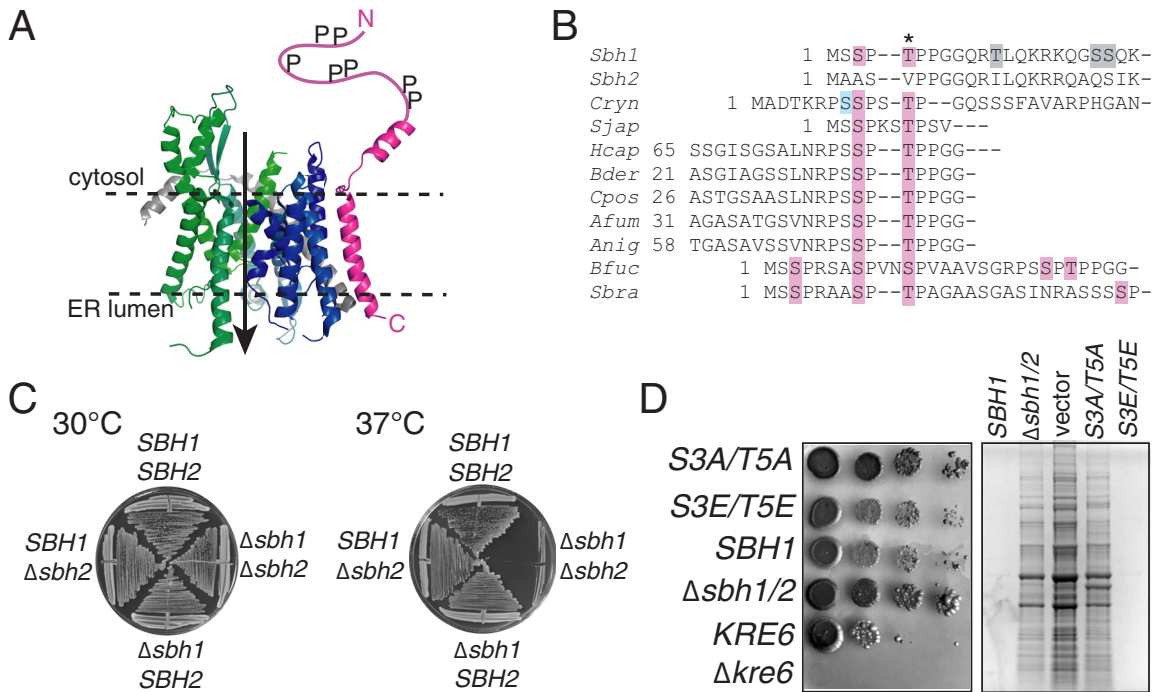 A
N
P
P
P
P
P
P
P
P
cytosol
ER lumen
C
B
*
Sbh1 1 MSSSP--TPPGGQRTLQKRKQGSSQK-
Sbh2 1 MAAS--VPPGGQRILQKRRQAQSIK-
Cryn 1 MADTKRPSSPS-TP--GQSSSFAVARPHGAN-
Sjap 1 MSSPKSTPSV---
Hcap 65 SSGISGSALNRPSSP--TPPGG---
Bder 21 ASGIAGSSLNRPSSP--TPPGG-
Cpos 26 ASTGSAASLNRPSSP--TPPGG-
Afum 31 AGASATGSVNRPSSP--TPPGG-
Anig 58 TGASAVSSVNRPSSP--TPPGG-
Bfuc 1 MSSPRSASPVNSPVAAVSGRPSSPTPPGG-
Sbra 1 MSSPRAASP--TPAGAASGASINRASSSSP-
C
30°C
SBH1
SBH2
SBH1
Δsbh2
Δsbh1
Δsbh2
Δsbh1
SBH2
37°C
SBH1
SBH2
SBH1
Δsbh2
Δsbh1
Δsbh2
Δsbh1
SBH2
D
S3A/T5A
S3E/T5E
SBH1
Δsbh1/2
KRE6
Δkre6
SBH1
Δsbh1/2
vector
S3A/T5A
S3E/T5E